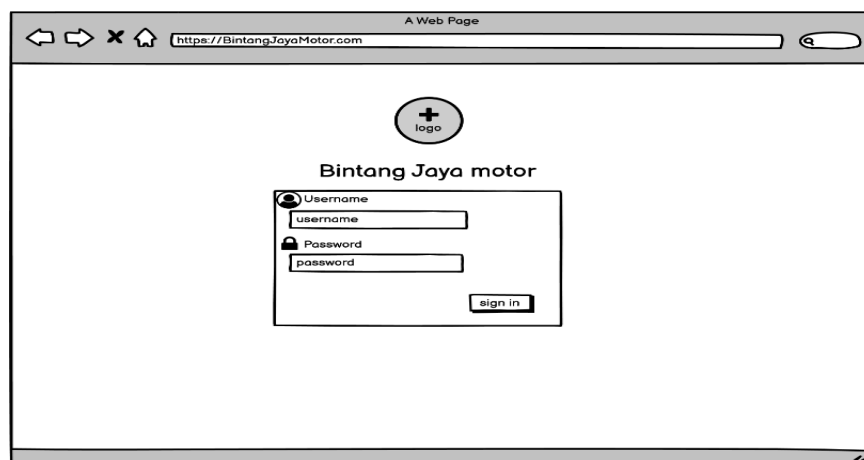 A Web Page
https://BintangJayaMotor.com
logo
Bintang Jaya motor
Username
username
Password
password
sign in